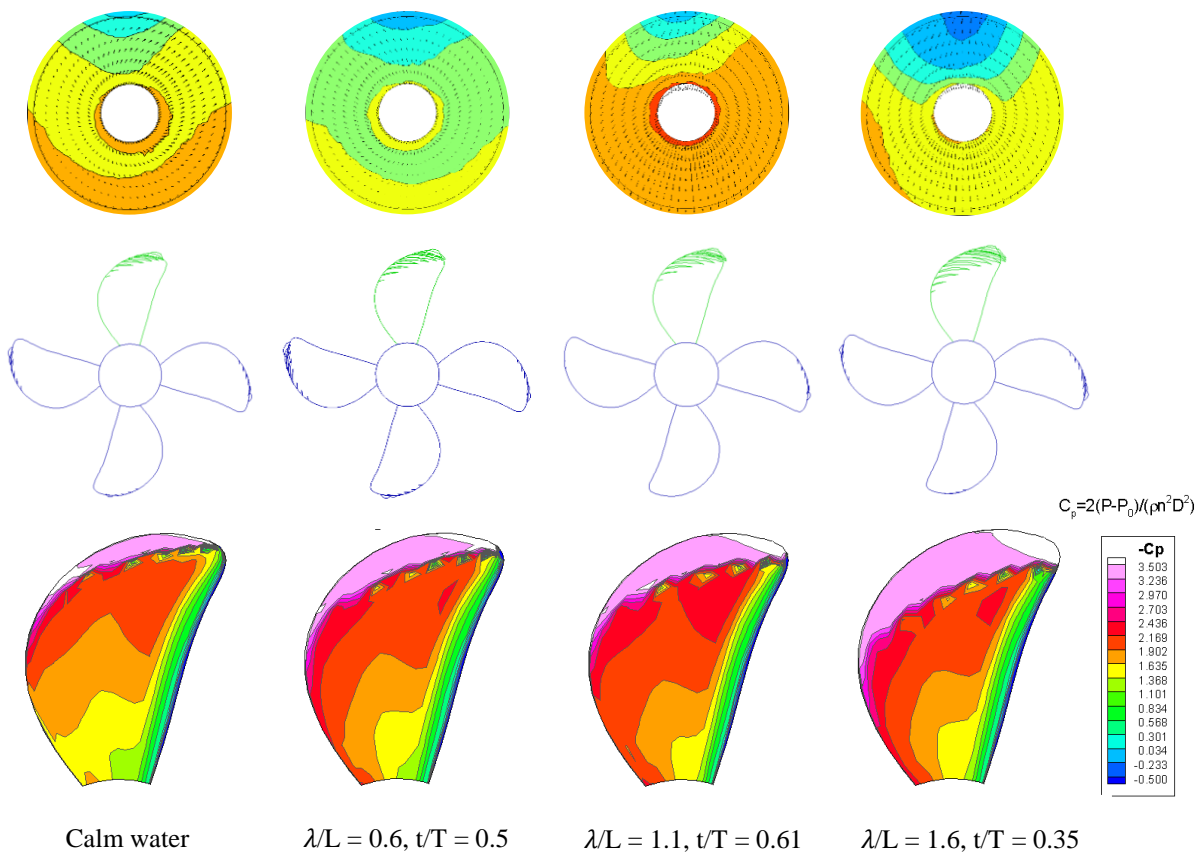 Cₚ=2(P-P₀)/(ρn²D²)
-Cp
3.503
3.236
2.970
2.703
2.436
2.169
1.902
1.635
1.368
1.101
0.834
0.568
0.301
0.034
-0.233
-0.500
Calm water
λ/L = 0.6, t/T = 0.5
λ/L = 1.1, t/T = 0.61
λ/L = 1.6, t/T = 0.35